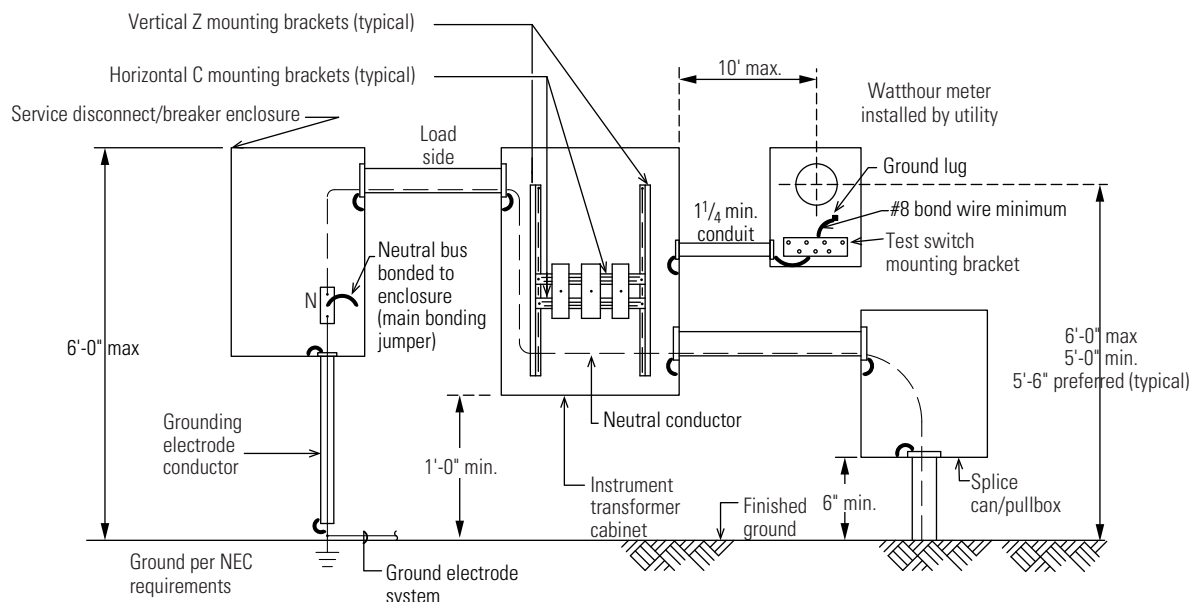 Vertical Z mounting brackets (typical)
Horizontal C mounting brackets (typical)
Service disconnect/breaker enclosure
Load
side
10' max.
Watthour meter
installed by utility
Ground lug
#8 bond wire minimum
1 1/4 min.
conduit
Test switch
mounting bracket
N
Neutral bus
bonded to
enclosure
(main bonding
jumper)
6'-0" max
6'-0" max
5'-0" min.
5'-6" preferred (typical)
Grounding
electrode
conductor
1'-0" min.
Neutral conductor
Instrument
transformer
cabinet
Finished
ground
6" min.
Splice
can/pullbox
Ground per NEC
requirements
Ground electrode
system